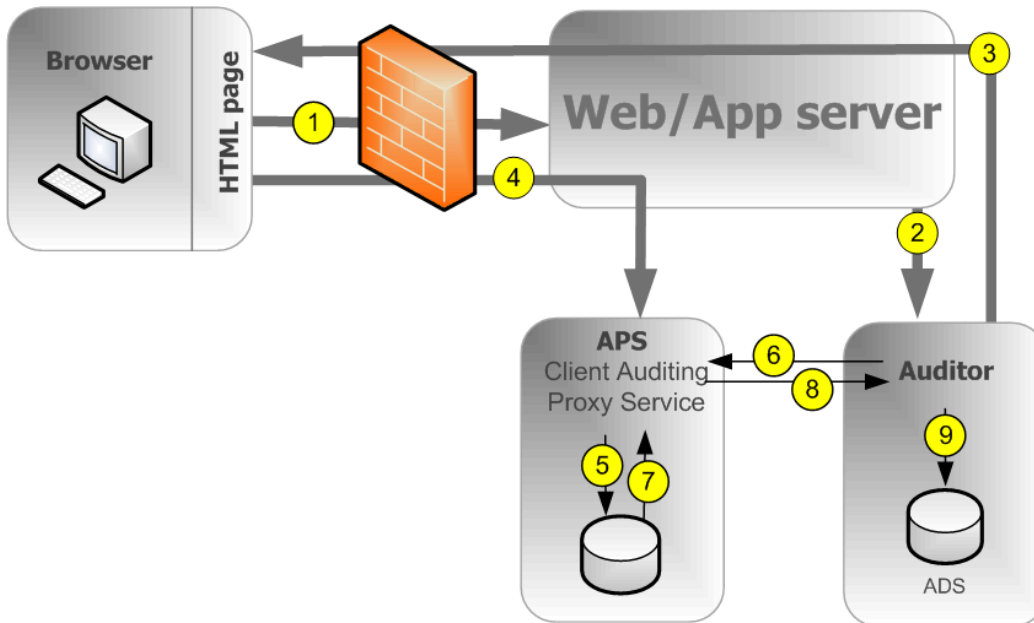 Browser
HTML page
1
Web/App server
3
4
2
APS
Client Auditing
Proxy Service
6
8
Auditor
5
7
9
ADS